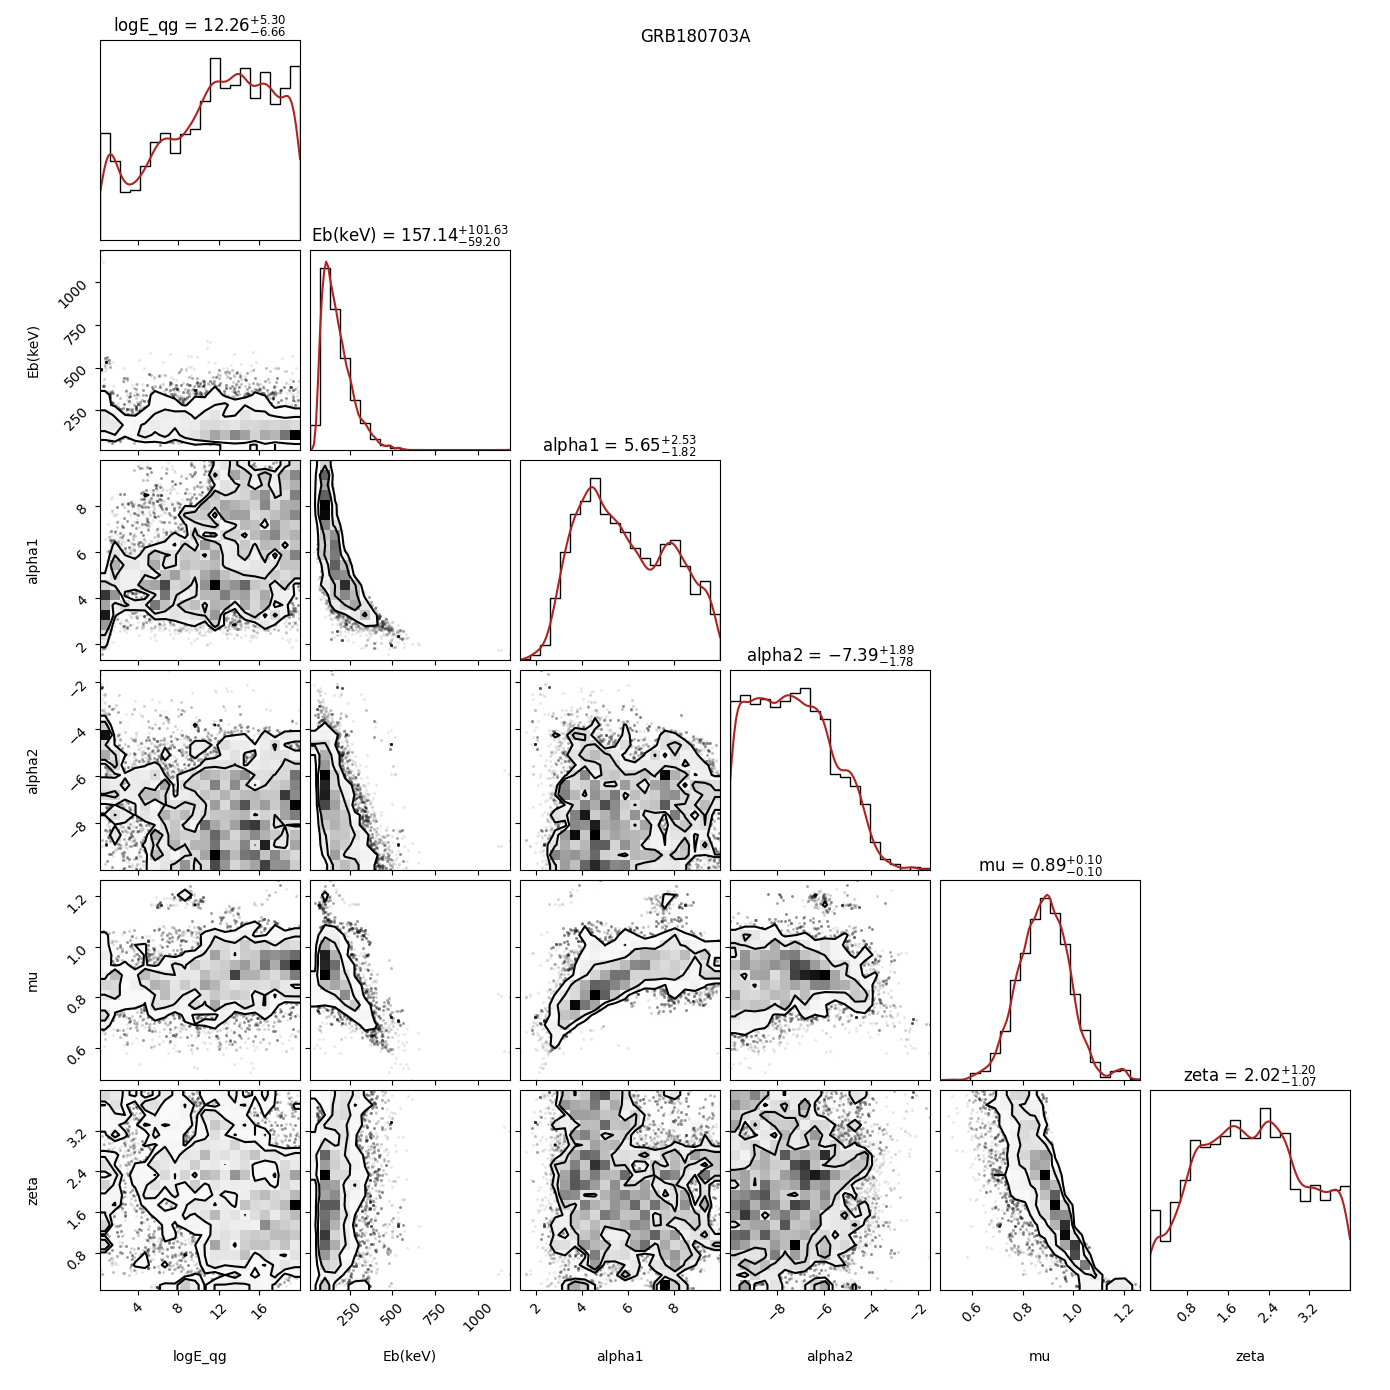 GRB180703A
logE_qg = 12.26+5.30−6.66
Eb(keV) = 157.14+101.63−59.20
1000
750
500
250
Eb(keV)
alpha1 = 5.65+2.53−1.82
8
6
4
2
alpha1
alpha2 = −7.39+1.89−1.78
−2
−4
−6
−8
alpha2
mu = 0.89+0.10−0.10
1.2
1.0
0.8
0.6
mu
zeta = 2.02+1.20−1.07
3.2
2.4
1.6
0.8
zeta
4 8 12 16
250 500 750 1000
2 4 6 8
−8 −6 −4 −2
0.6 0.8 1.0 1.2
0.8 1.6 2.4 3.2
logE_qg Eb(keV) alpha1 alpha2 mu zeta